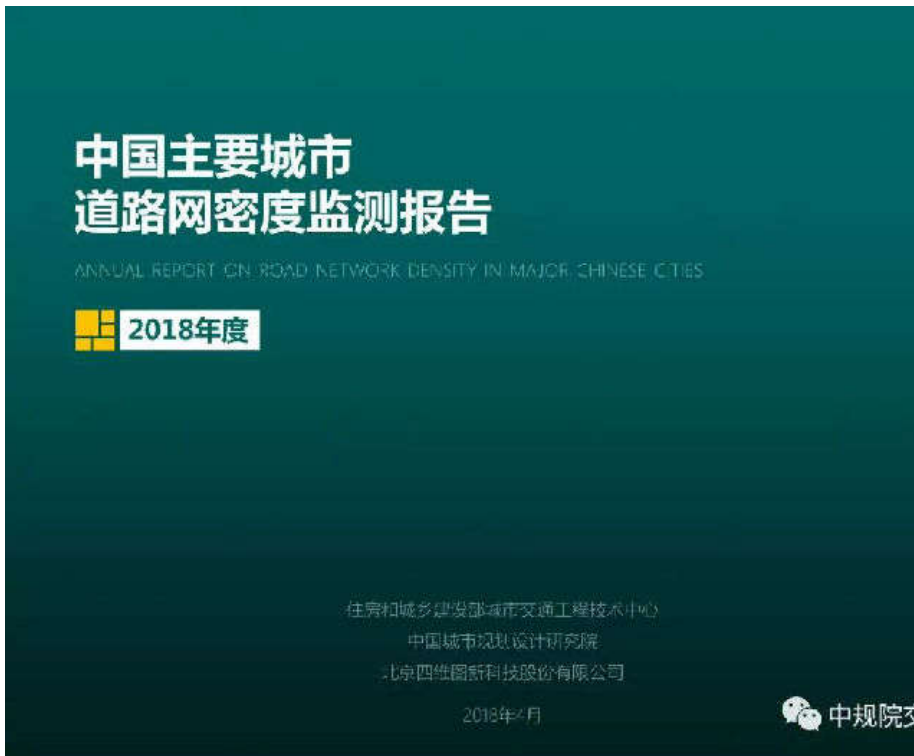 中国主要城市
道路网密度监测报告
ANNUAL REPORT ON ROAD NETWORK DENSITY IN MAJOR CHINESE CITIES
2018年度
住房和城乡建设部城市交通工程技术中心
中国城市规划设计研究院
北京四维图新科技股份有限公司
2018年4月
中规院交